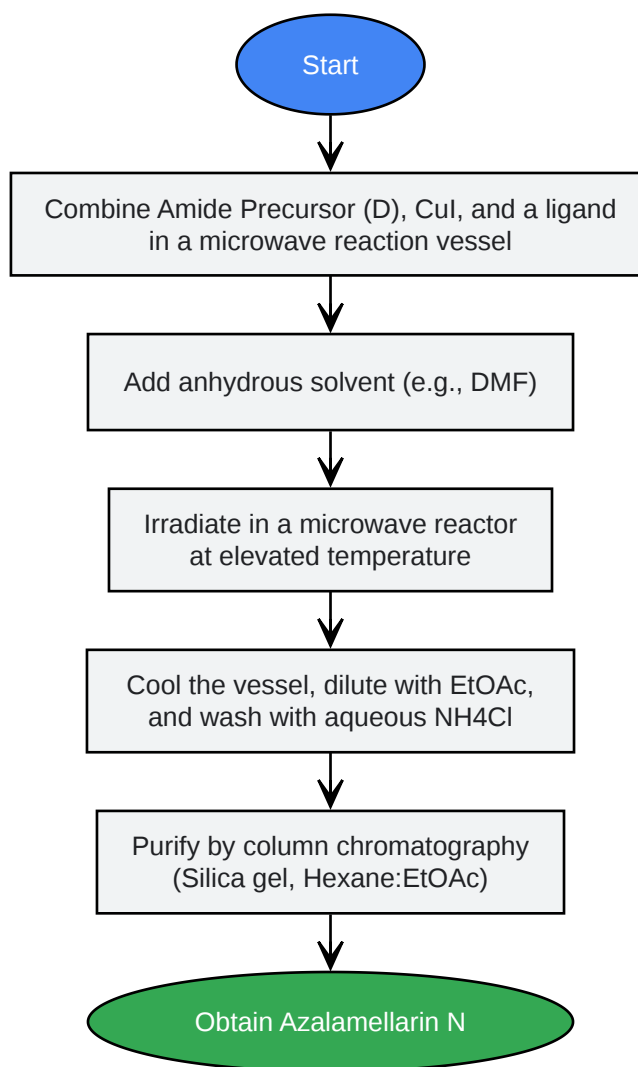 Start
Combine Amide Precursor (D), CuI, and a ligand
in a microwave reaction vessel
Add anhydrous solvent (e.g., DMF)
Irradiate in a microwave reactor
at elevated temperature
Cool the vessel, dilute with EtOAc,
and wash with aqueous NH4Cl
Purify by column chromatography
(Silica gel, Hexane:EtOAc)
Obtain Azalamellarin N